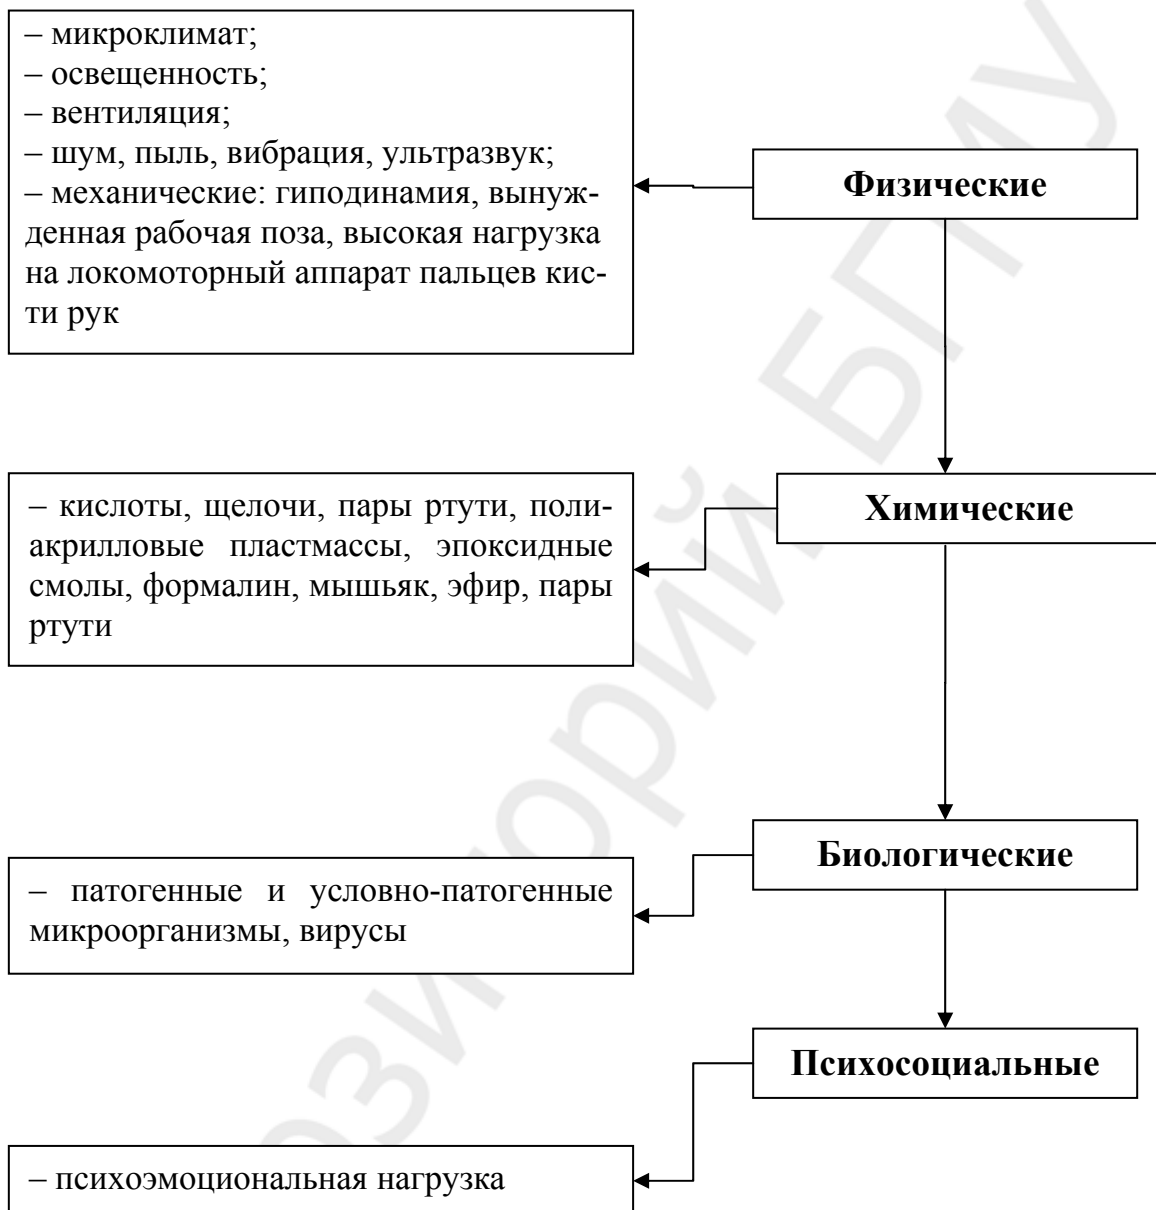 – микроклимат;
– освещенность;
– вентиляция;
– шум, пыль, вибрация, ультразвук;
– механические: гиподинамия, вынуж-
денная рабочая поза, высокая нагрузка
на локомоторный аппарат пальцев кис-
ти рук
Физические
Химические
– кислоты, щелочи, пары ртути, поли-
акрилловые пластмассы, эпоксидные
смолы, формалин, мышьяк, эфир, пары
ртути
Биологические
– патогенные и условно-патогенные
микроорганизмы, вирусы
Психосоциальные
– психоэмоциональная нагрузка
БГМУ